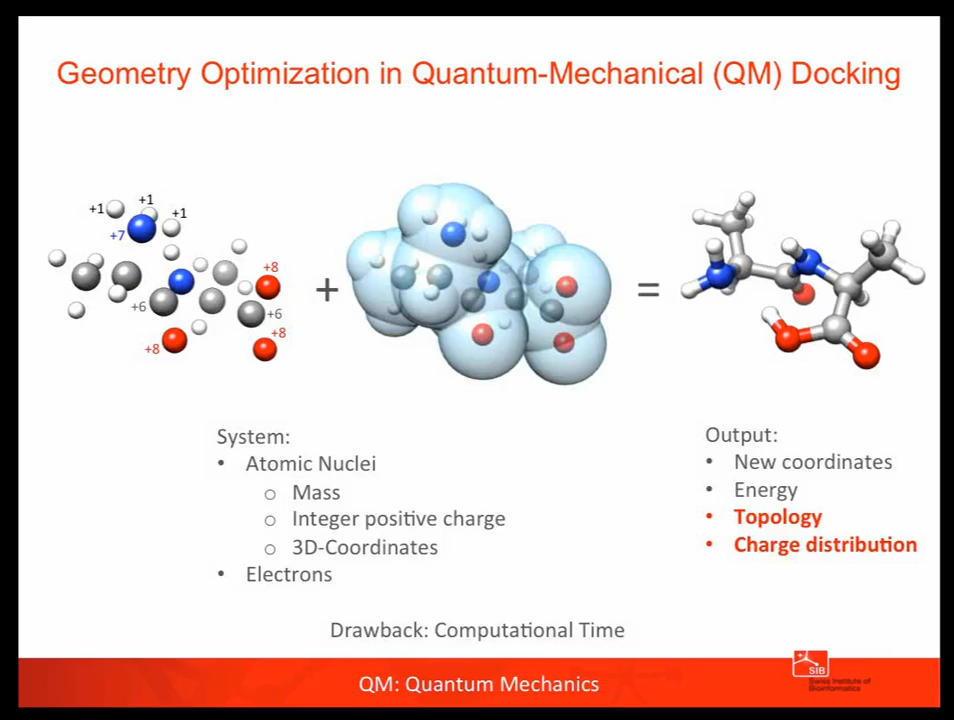 Geometry Optimization in Quantum-Mechanical (QM) Docking
+1
+1
+1
+7
+8
+6
+6
+8
+8
+
=
System:
• Atomic Nuclei
o Mass
o Integer positive charge
o 3D-Coordinates
• Electrons
Output:
• New coordinates
• Energy
• Topology
• Charge distribution
Drawback: Computational Time
QM: Quantum Mechanics
SIB
Swiss Institute of
Bioinformatics